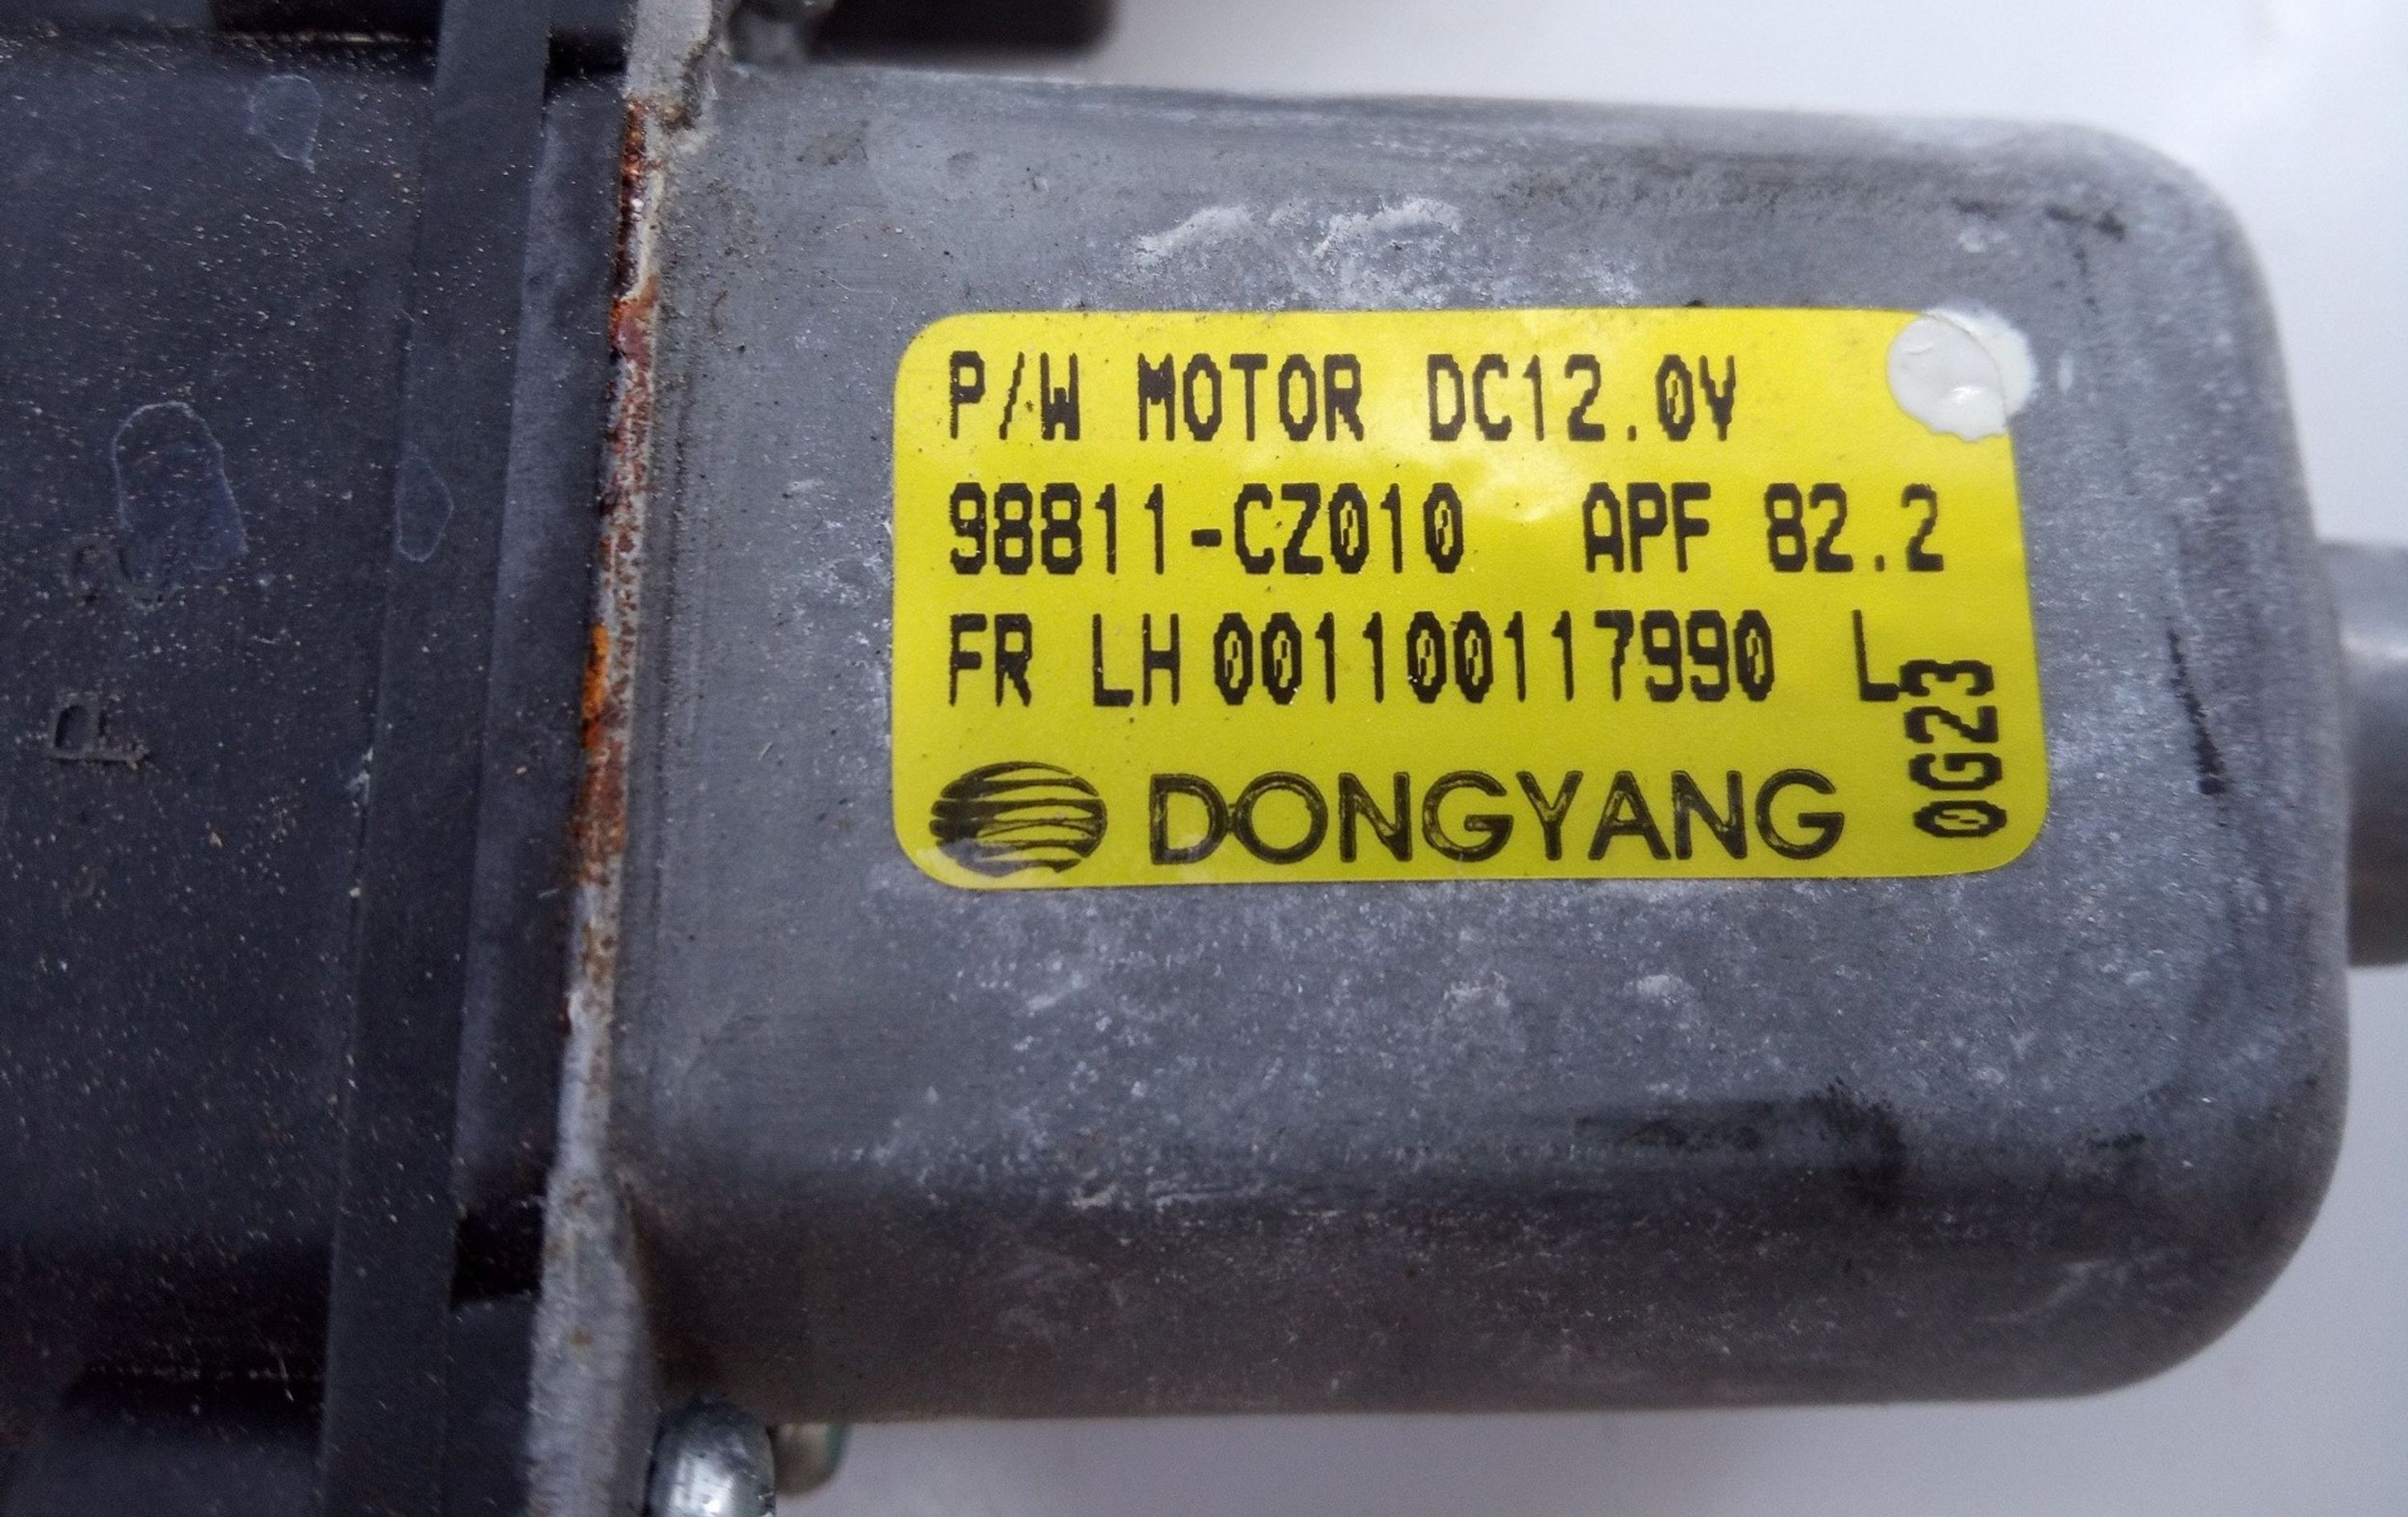 P/W MOTOR DC12.0V
98811-CZ010 APF 82.2
FR LH 001100117990 L
0G23
DONGYANG
P